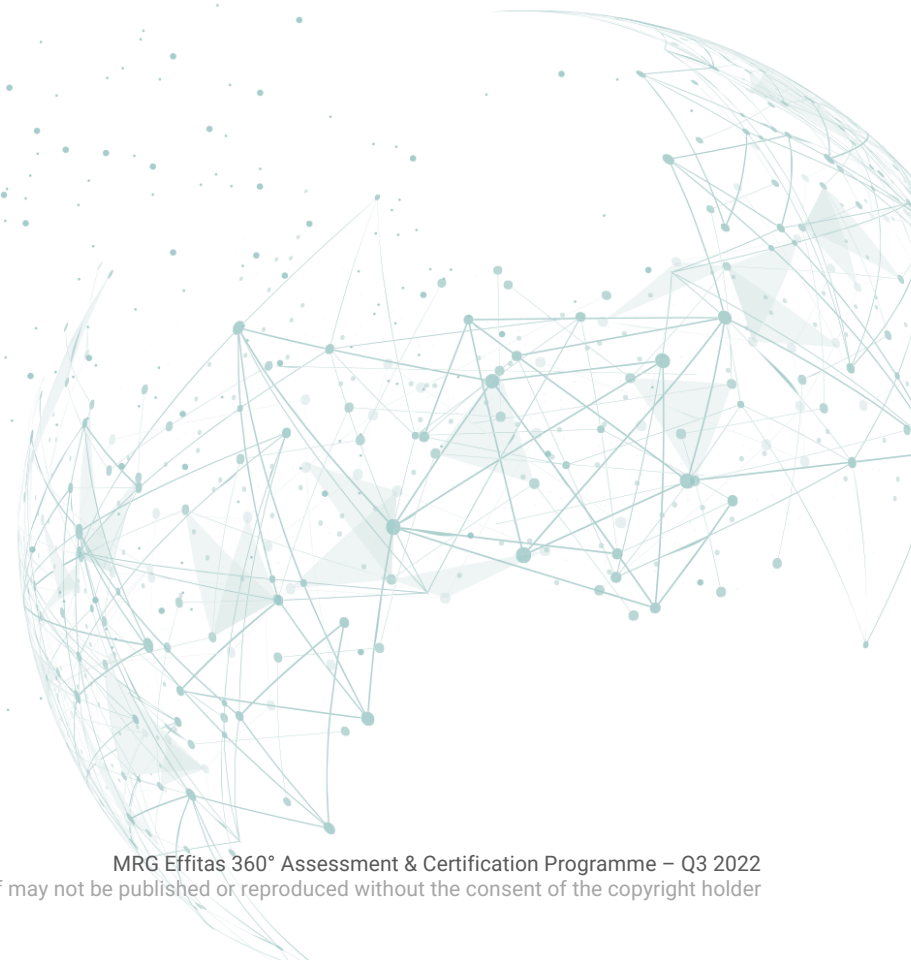 MRG Effitas 360° Assessment & Certification Programme – Q3 2022
may not be published or reproduced without the consent of the copyright holder